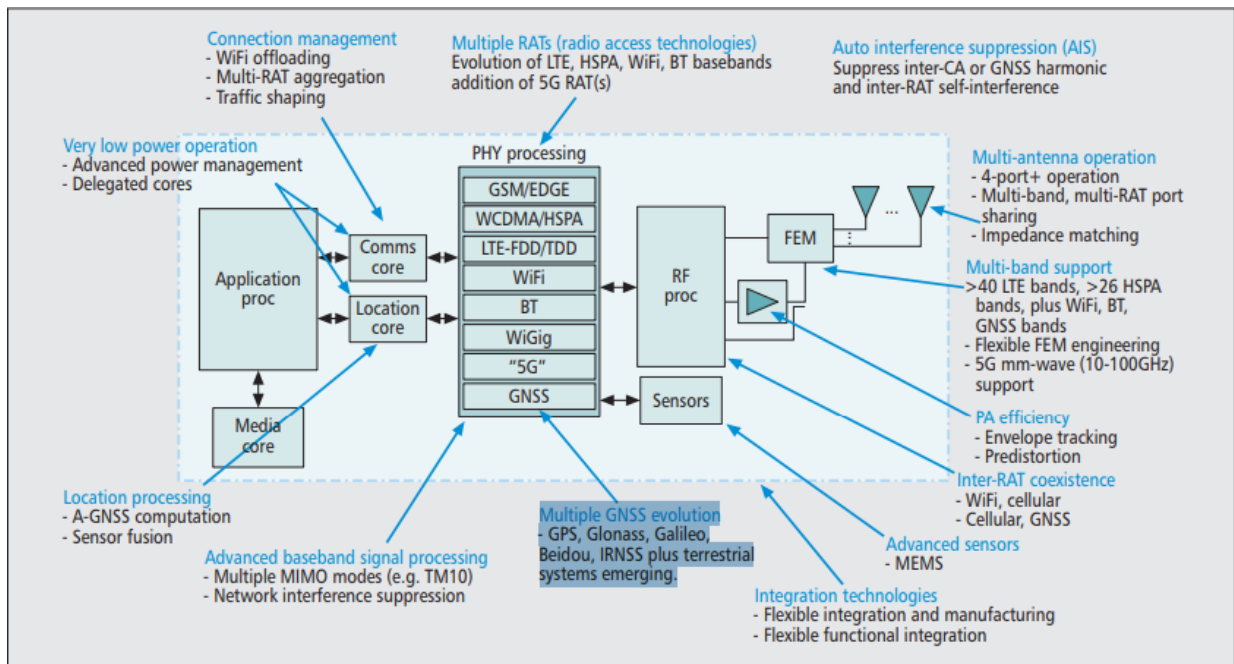 Connection management
- WiFi offloading
- Multi-RAT aggregation
- Traffic shaping
Multiple RATs (radio access technologies)
Evolution of LTE, HSPA, WiFi, BT basebands
addition of 5G RAT(s)
Auto interference suppression (AIS)
Suppress inter-CA or GNSS harmonic
and inter-RAT self-interference
Very low power operation
- Advanced power management
- Delegated cores
PHY processing
GSM/EDGE
WCDMA/HSPA
LTE-FDD/TDD
WiFi
BT
WiGig
"5G"
GNSS
Application
proc
Comms
core
Location
core
Media
core
RF
proc
FEM
...
Sensors
Multi-antenna operation
- 4-port+ operation
- Multi-band, multi-RAT port
sharing
- Impedance matching
Multi-band support
>40 LTE bands, >26 HSPA
bands, plus WiFi, BT,
GNSS bands
- Flexible FEM engineering
- 5G mm-wave (10-100GHz)
support
PA efficiency
- Envelope tracking
- Predistortion
Inter-RAT coexistence
- WiFi, cellular
- Cellular, GNSS
Location processing
- A-GNSS computation
- Sensor fusion
Advanced baseband signal processing
- Multiple MIMO modes (e.g. TM10)
- Network interference suppression
Multiple GNSS evolution
- GPS, Glonass, Galileo,
Beidou, IRNSS plus terrestrial
systems emerging.
Advanced sensors
- MEMS
Integration technologies
- Flexible integration and manufacturing
- Flexible functional integration